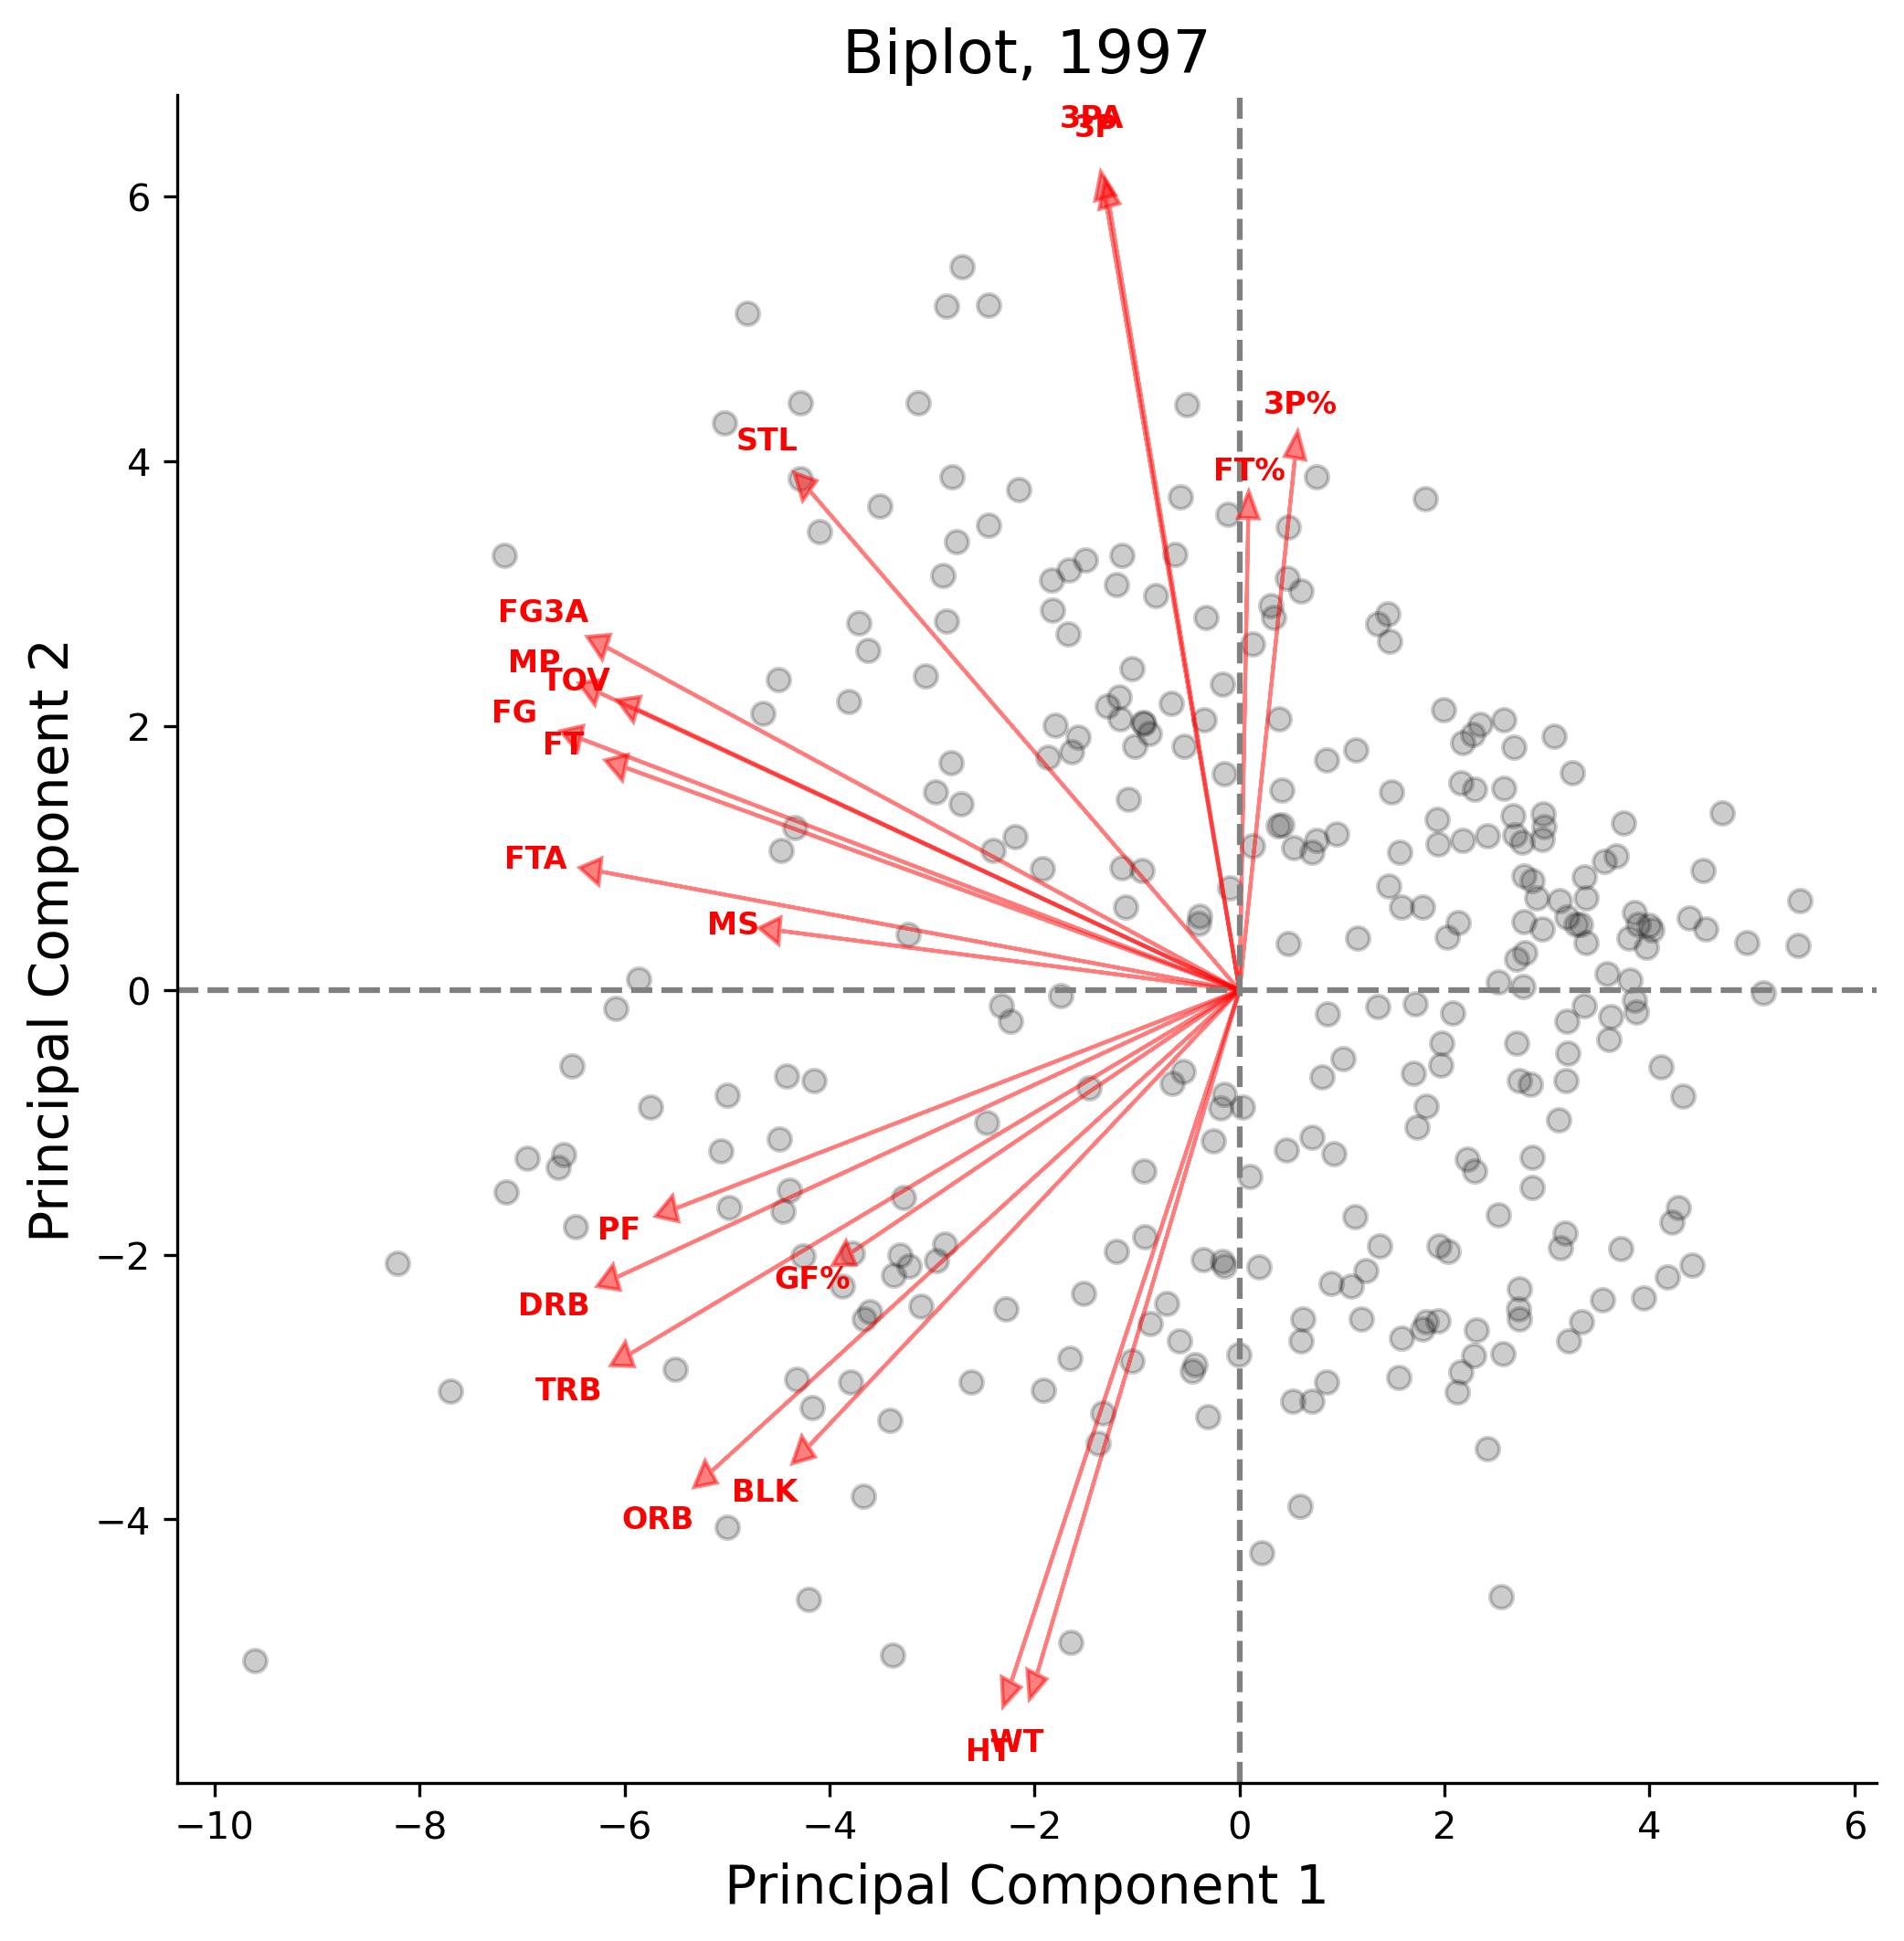 Biplot, 1997
3PA
3P
3P%
FT%
STL
FG3A
MP
TOV
FG
FT
FTA
MS
PF
GF%
DRB
TRB
BLK
ORB
WT
HT
6
4
2
0
−2
−4
Principal Component 2
−10 −8 −6 −4 −2 0 2 4 6
Principal Component 1